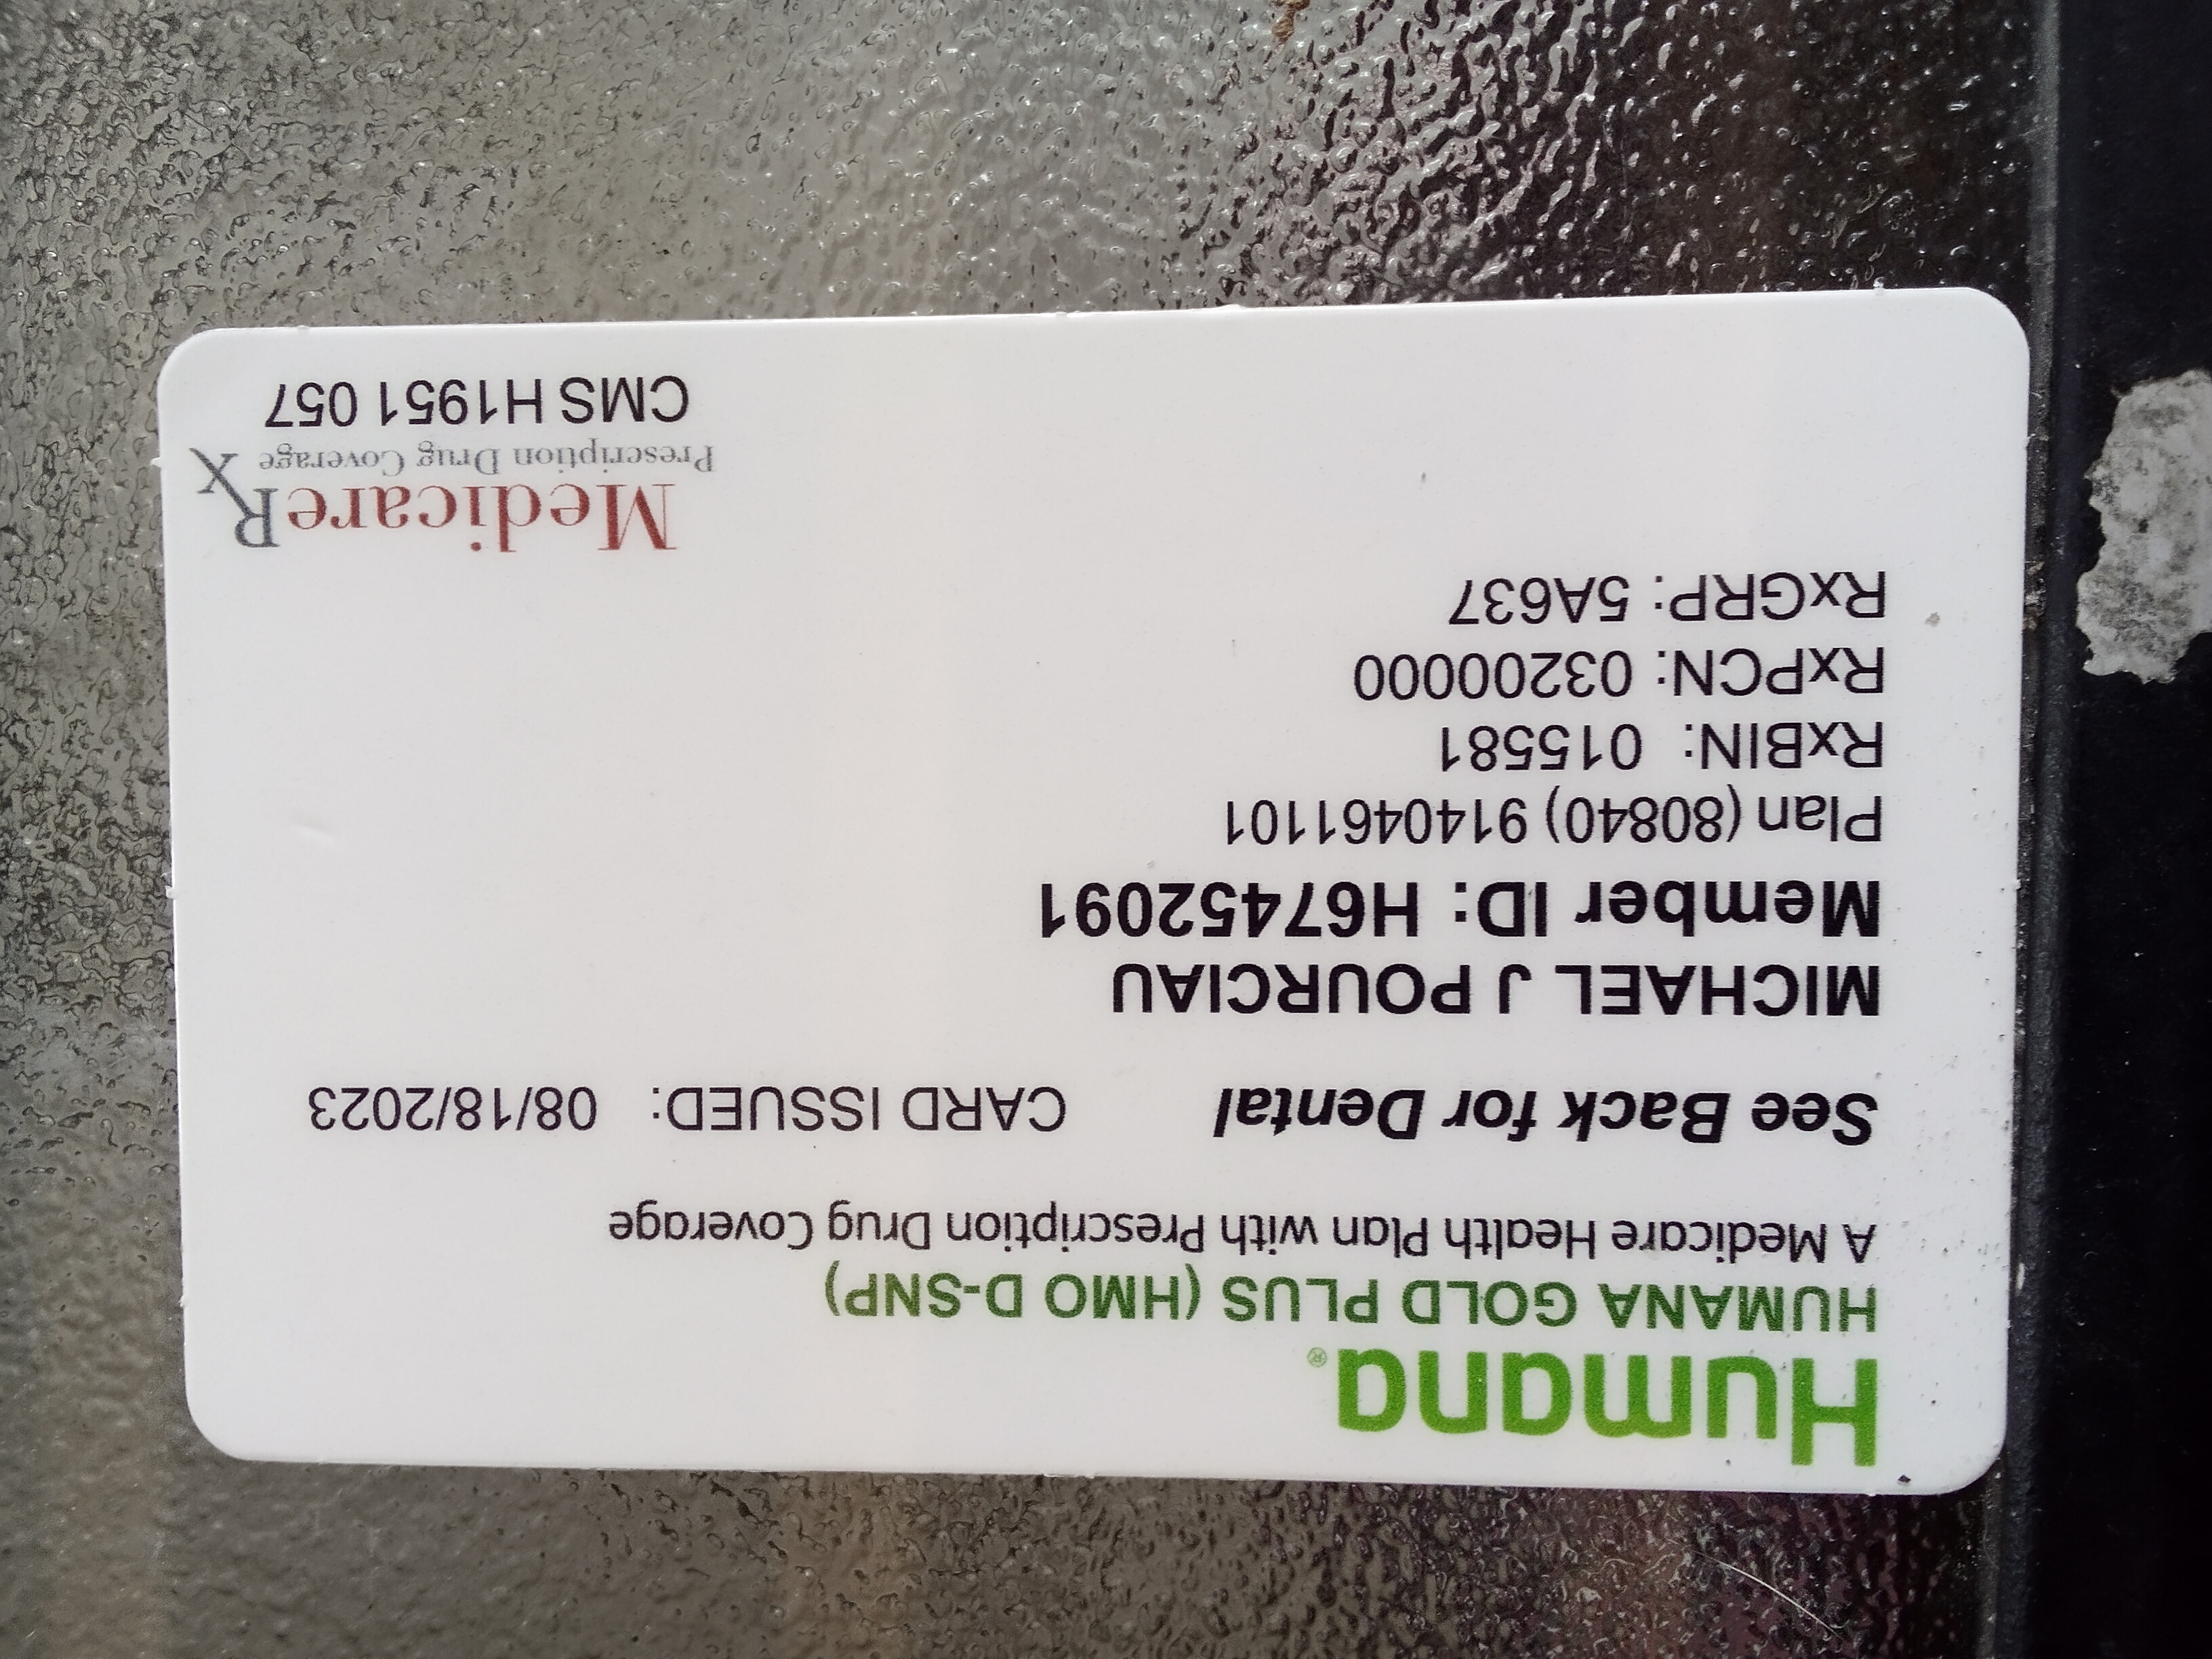 Humana®
HUMANA GOLD PLUS (HMO D-SNP)
A Medicare Health Plan with Prescription Drug Coverage
See Back for Dental CARD ISSUED: 08/18/2023
MICHAEL J POURCIAU
Member ID: H67452091
Plan (80840) 9140461101
RxBIN: 015581
RxPCN: 03200000
RxGRP: 5A637
MedicareRx
Prescription Drug Coverage
CMS H1951 057